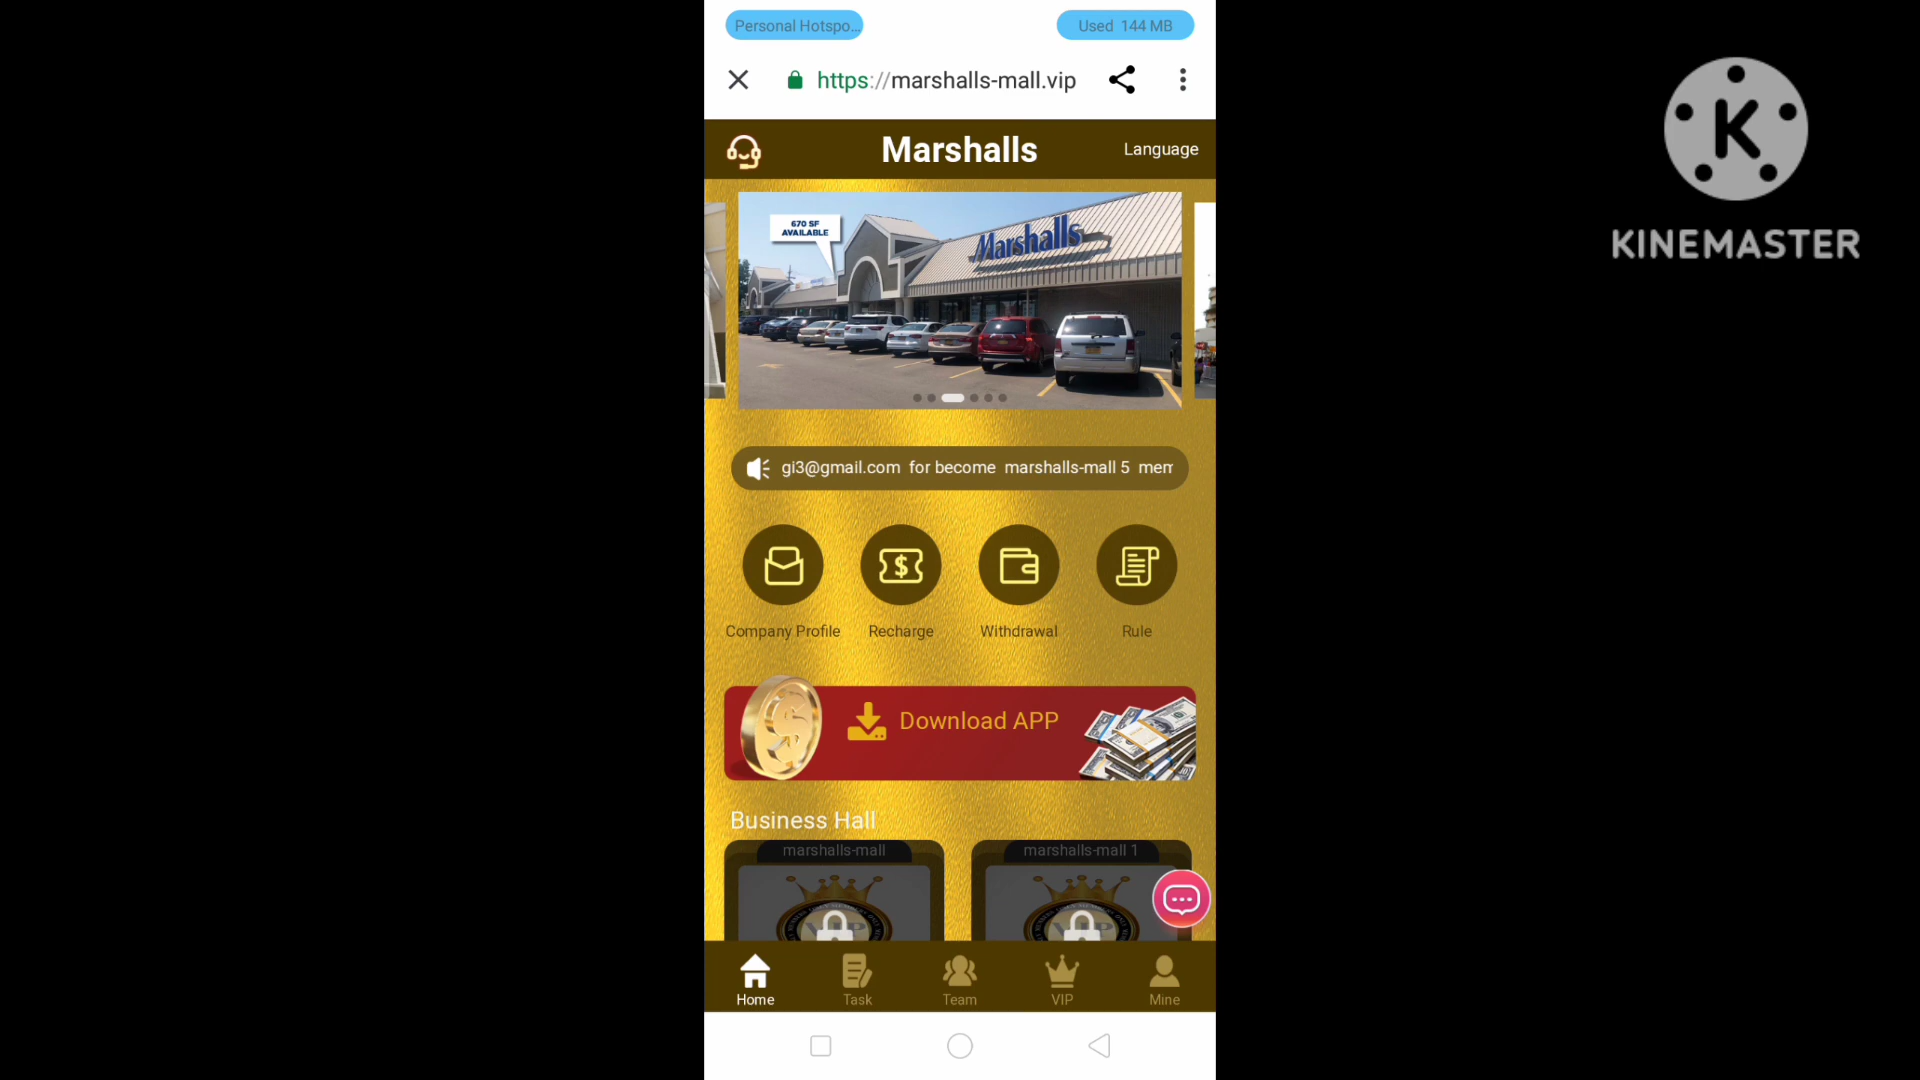 Personal Hotspo...
Used 144 MB
https://marshalls-mall.vip
KINEMASTER
Marshalls
Language
670 SF
AVAILABLE
Marshalls
gi3@gmail.com for become marshalls-mall 5 mem
Company Profile
Recharge
Withdrawal
Rule
Download APP
Business Hall
marshalls-mall
marshalls-mall 1
VIP
VIP
Home
Task
Team
VIP
Mine